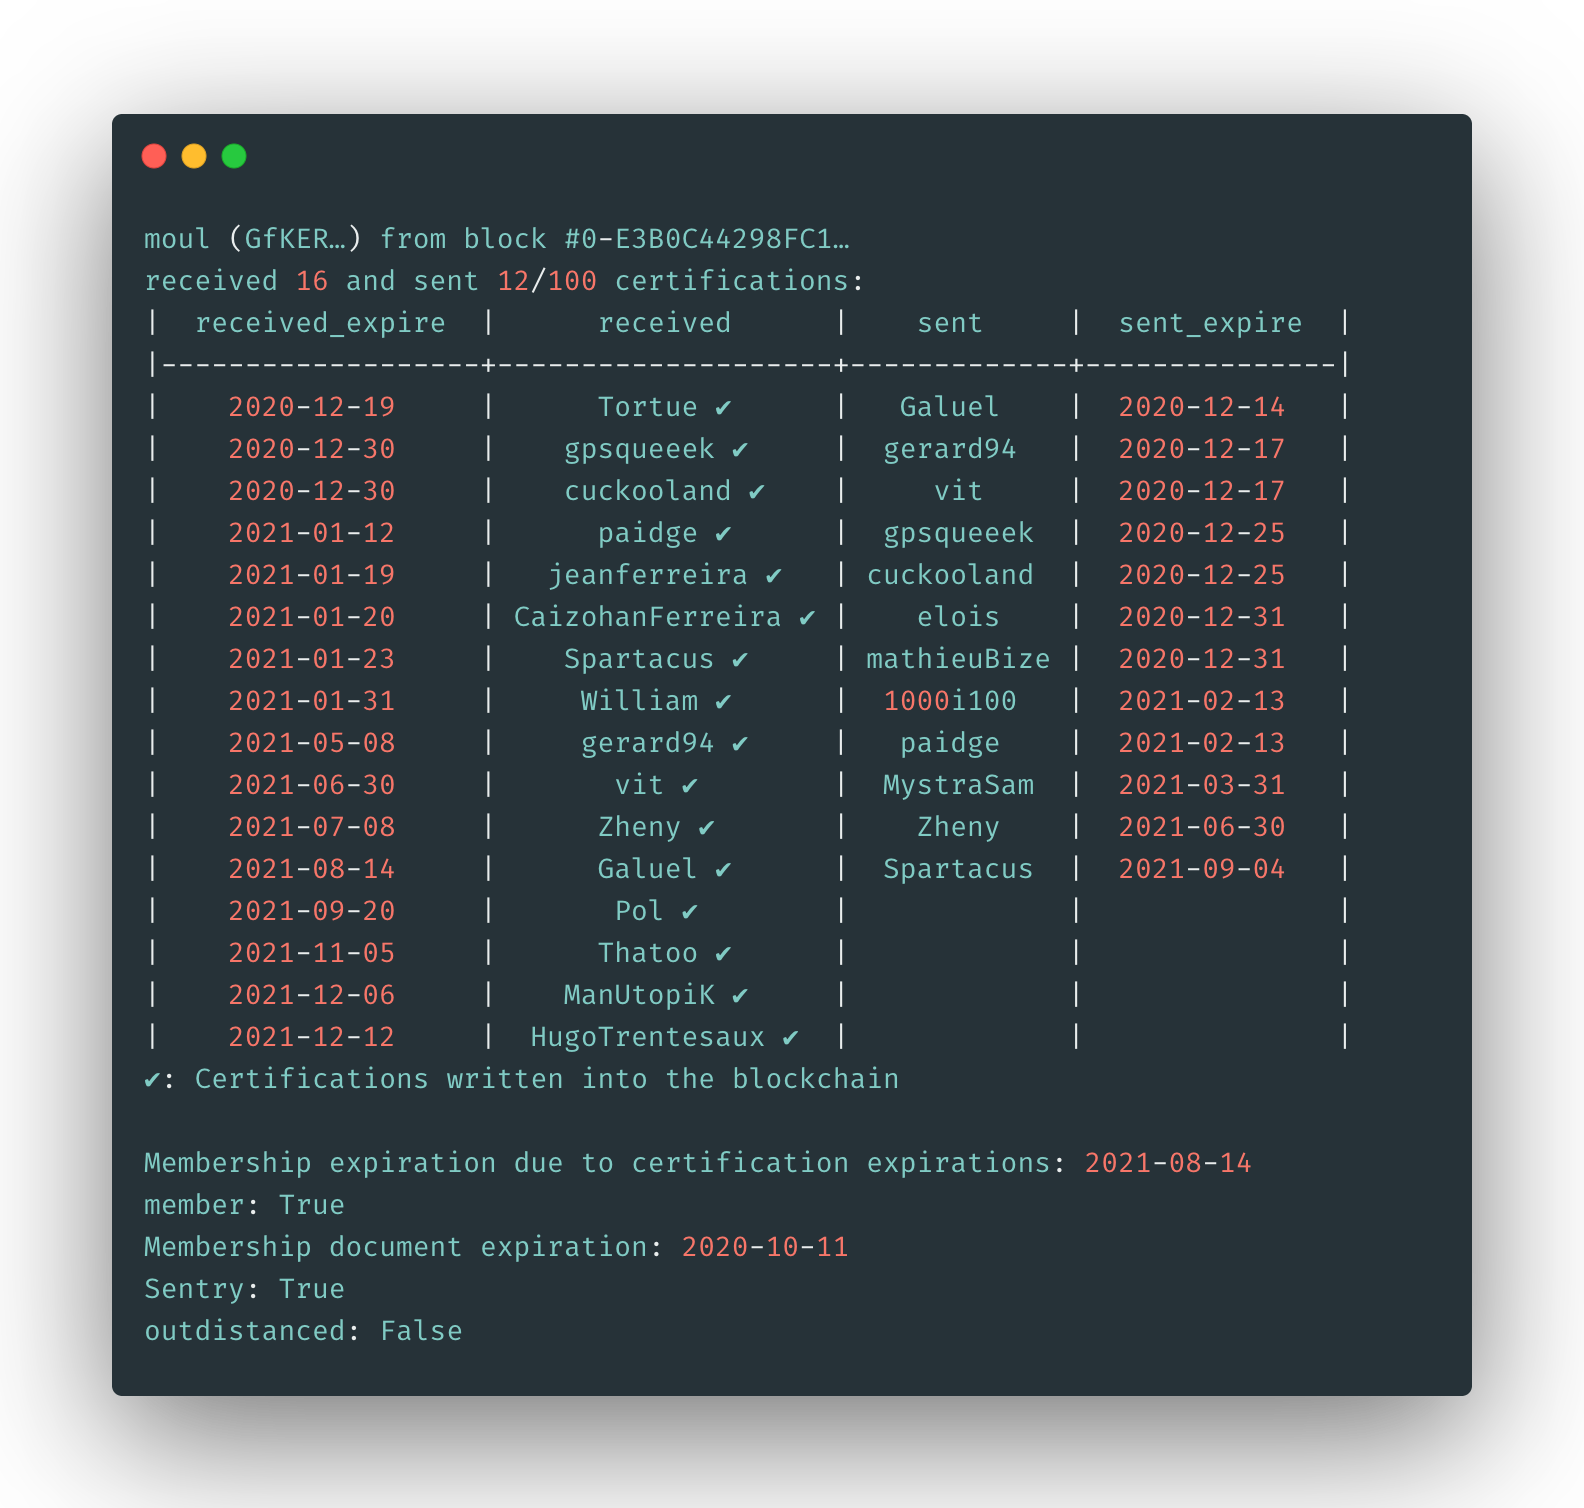 moul (GfKER…) from block #0-E3B0C44298FC1…
received 16 and sent 12/100 certifications:
|  received_expire  |      received      |    sent     |  sent_expire  |
|-------------------+--------------------+-------------+---------------|
|    2020-12-19     |      Tortue ✔      |   Galuel    |  2020-12-14   |
|    2020-12-30     |    gpsqueeek ✔     |  gerard94   |  2020-12-17   |
|    2020-12-30     |    cuckooland ✔    |     vit     |  2020-12-17   |
|    2021-01-12     |      paidge ✔      |  gpsqueeek  |  2020-12-25   |
|    2021-01-19     |   jeanferreira ✔   | cuckooland  |  2020-12-25   |
|    2021-01-20     | CaizohanFerreira ✔ |    elois    |  2020-12-31   |
|    2021-01-23     |    Spartacus ✔     | mathieuBize |  2020-12-31   |
|    2021-01-31     |     William ✔      |  1000i100   |  2021-02-13   |
|    2021-05-08     |     gerard94 ✔     |   paidge    |  2021-02-13   |
|    2021-06-30     |       vit ✔        |  MystraSam  |  2021-03-31   |
|    2021-07-08     |      Zheny ✔       |    Zheny    |  2021-06-30   |
|    2021-08-14     |      Galuel ✔      |  Spartacus  |  2021-09-04   |
|    2021-09-20     |       Pol ✔        |             |               |
|    2021-11-05     |      Thatoo ✔      |             |               |
|    2021-12-06     |    ManUtopiK ✔     |             |               |
|    2021-12-12     |  HugoTrentesaux ✔  |             |               |
✔: Certifications written into the blockchain

Membership expiration due to certification expirations: 2021-08-14
member: True
Membership document expiration: 2020-10-11
Sentry: True
outdistanced: False